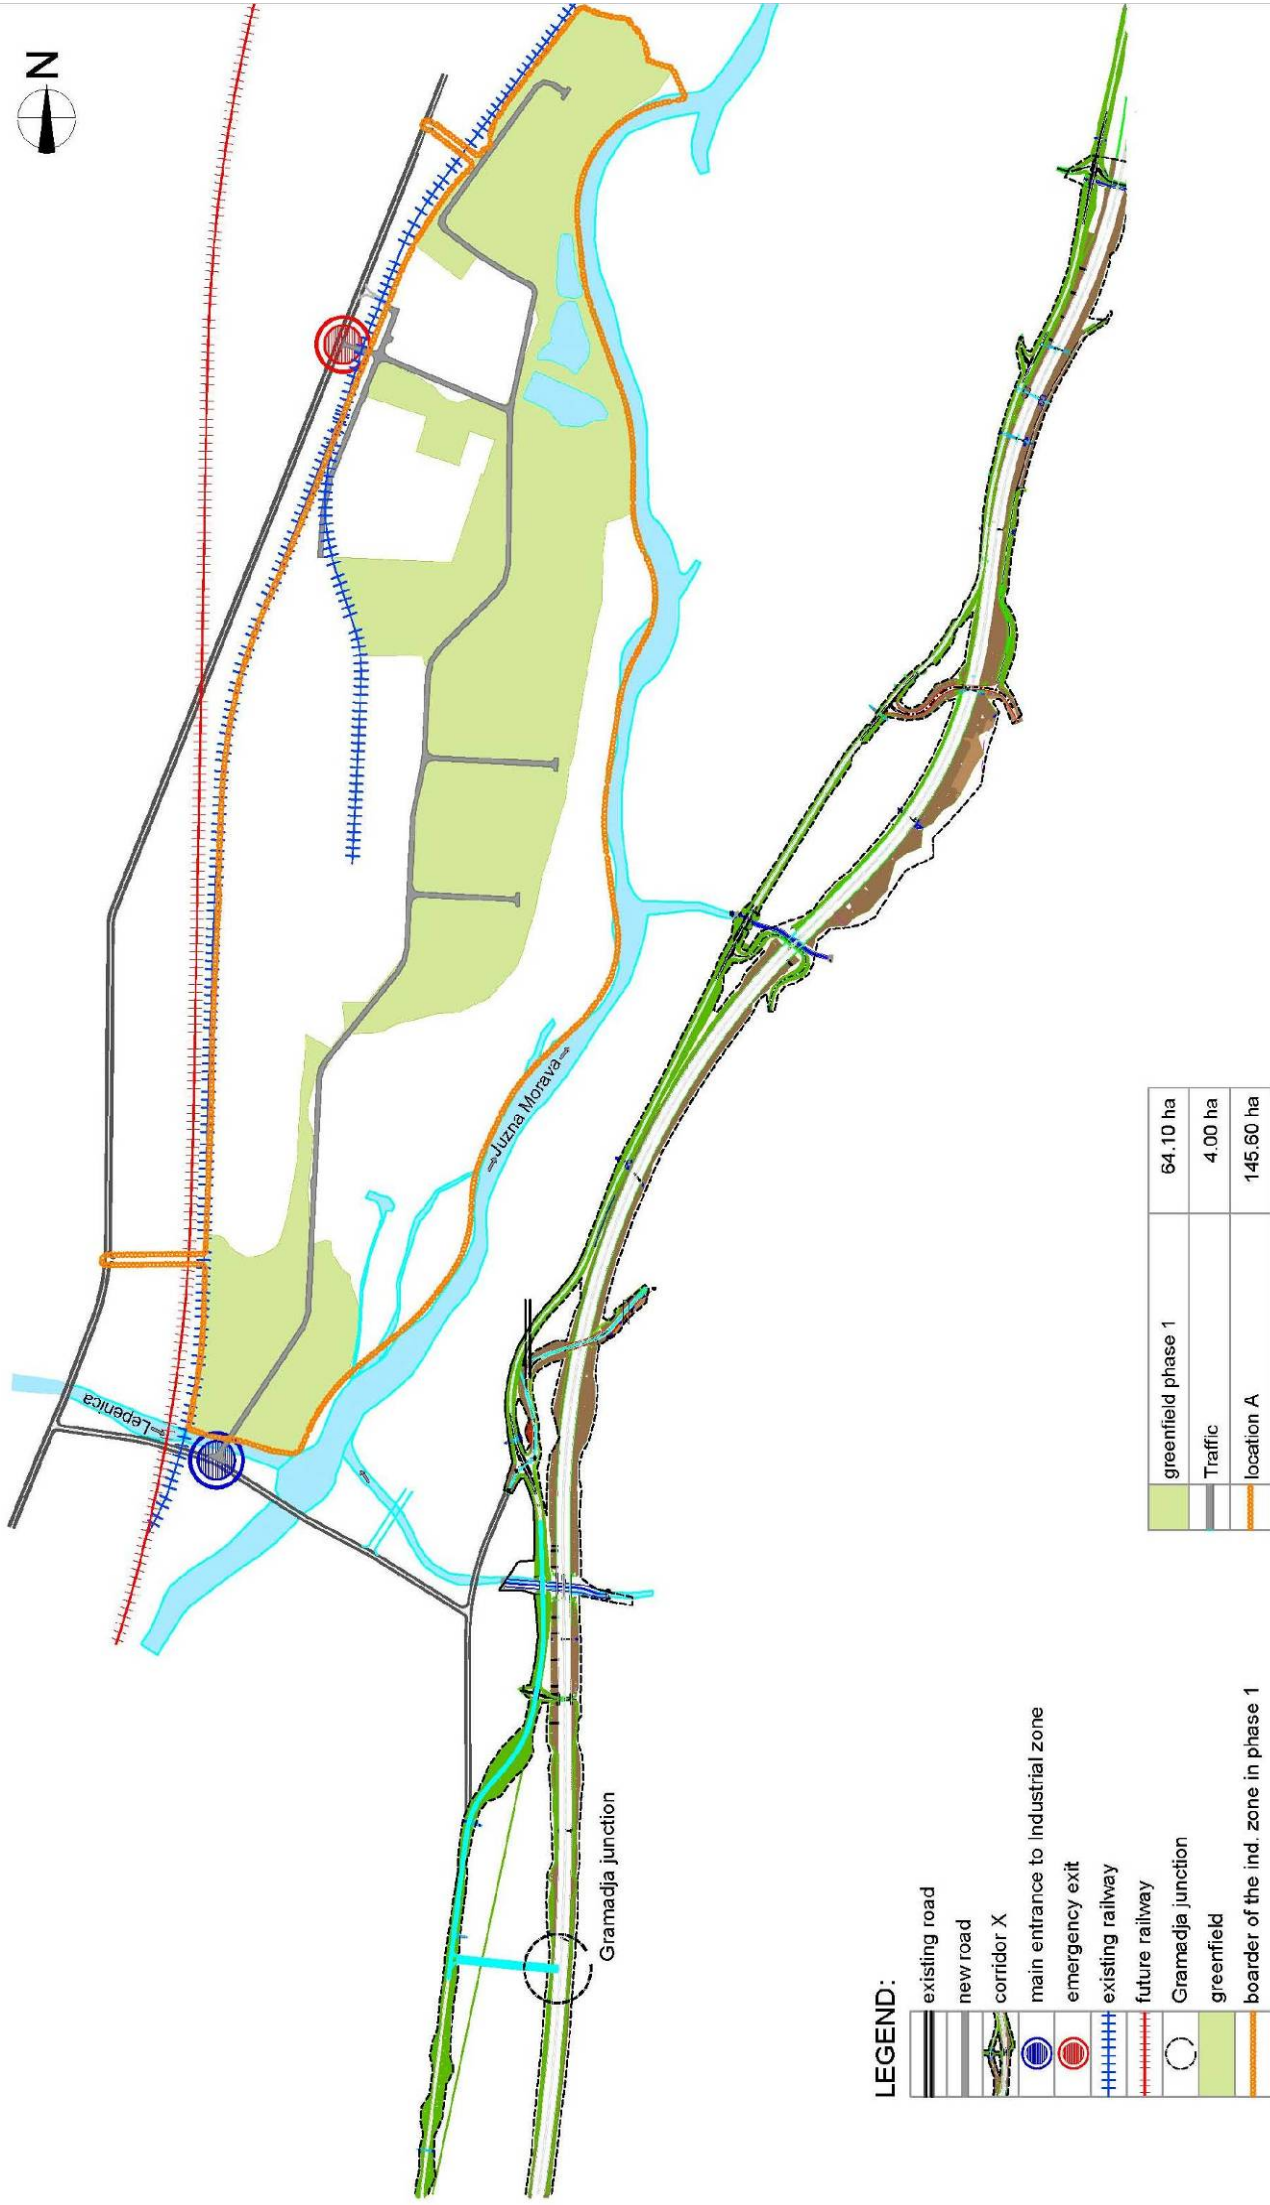 N
Lepenica
Juzna Morava
Gramadja junction
LEGEND:
existing road
new road
corridor X
main entrance to Industrial zone
emergency exit
existing railway
future railway
Gramadja junction
greenfield
boarder of the ind. zone in phase 1
greenfield phase 1 64.10 ha
Traffic 4.00 ha
location A 145.60 ha